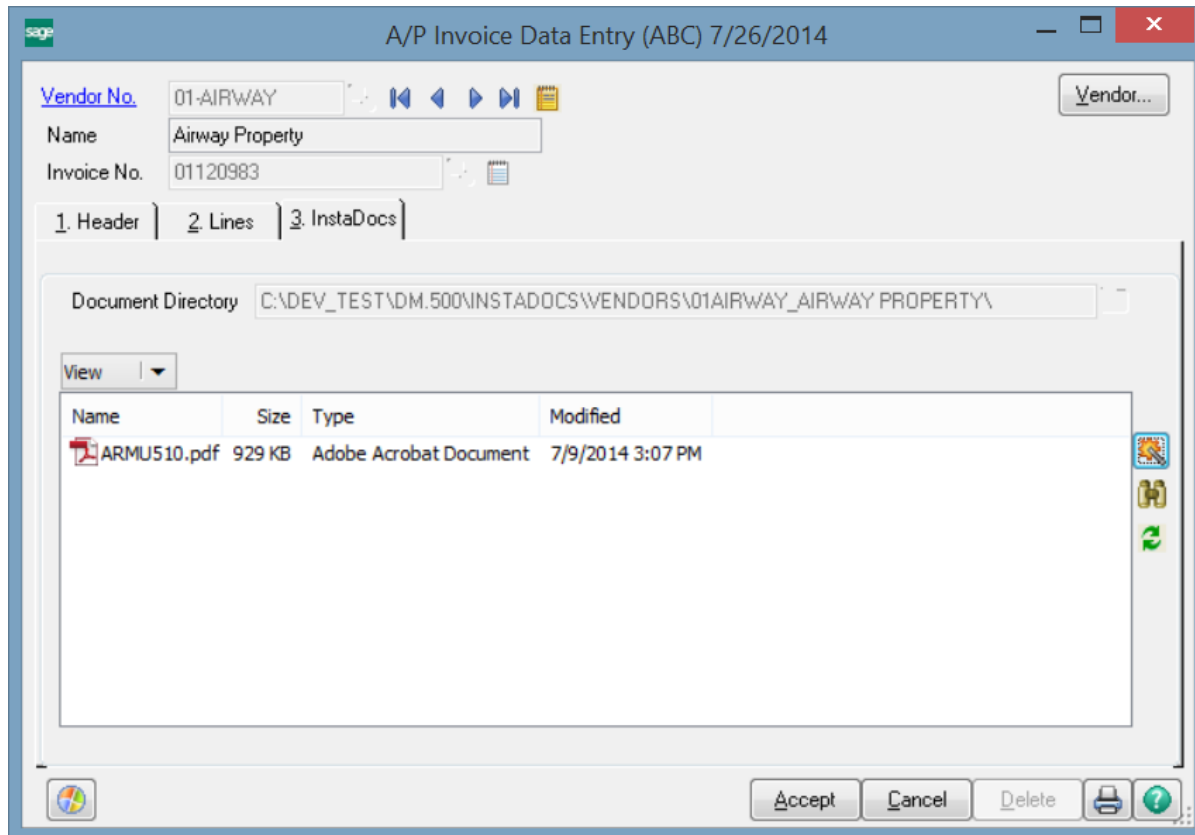 sage A/P Invoice Data Entry (ABC) 7/26/2014
Vendor No. 01-AIRWAY Vendor...
Name Airway Property
Invoice No. 01120983
1. Header 2. Lines 3. InstaDocs
Document Directory C:\DEV_TEST\DM.500\INSTADOCS\VENDORS\01AIRWAY_AIRWAY PROPERTY\
View
Name Size Type Modified
ARMU510.pdf 929 KB Adobe Acrobat Document 7/9/2014 3:07 PM
Accept Cancel Delete